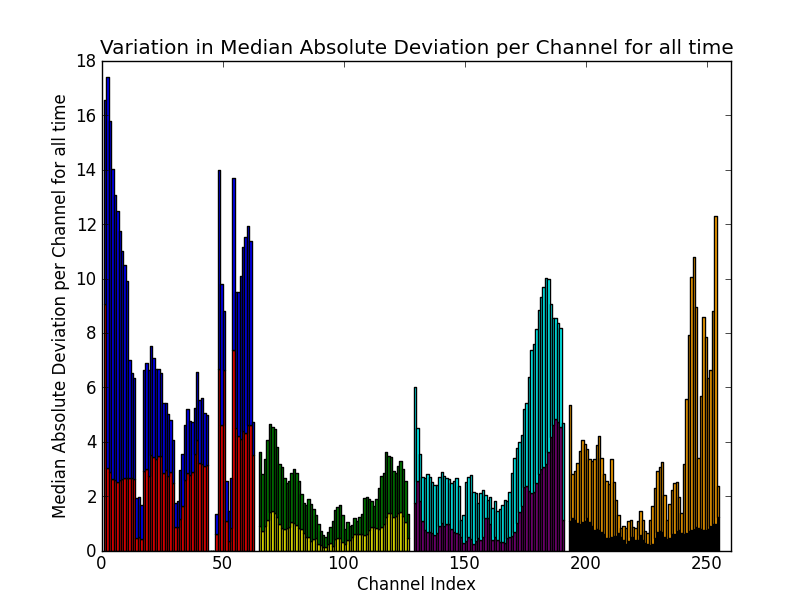 Variation in Median Absolute Deviation per Channel for all time
Median Absolute Deviation per Channel for all time
18
16
14
12
10
8
6
4
2
0
0 50 100 150 200 250
Channel Index